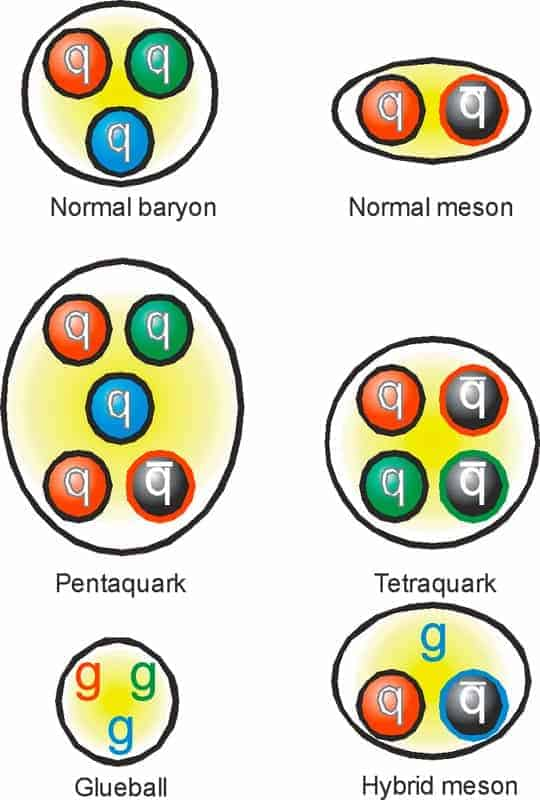 q q
q
Normal baryon
q q̅
Normal meson
q q
q
q q̅
Pentaquark
q q̅
q q̅
Tetraquark
g g
g
Glueball
g
q q̅
Hybrid meson